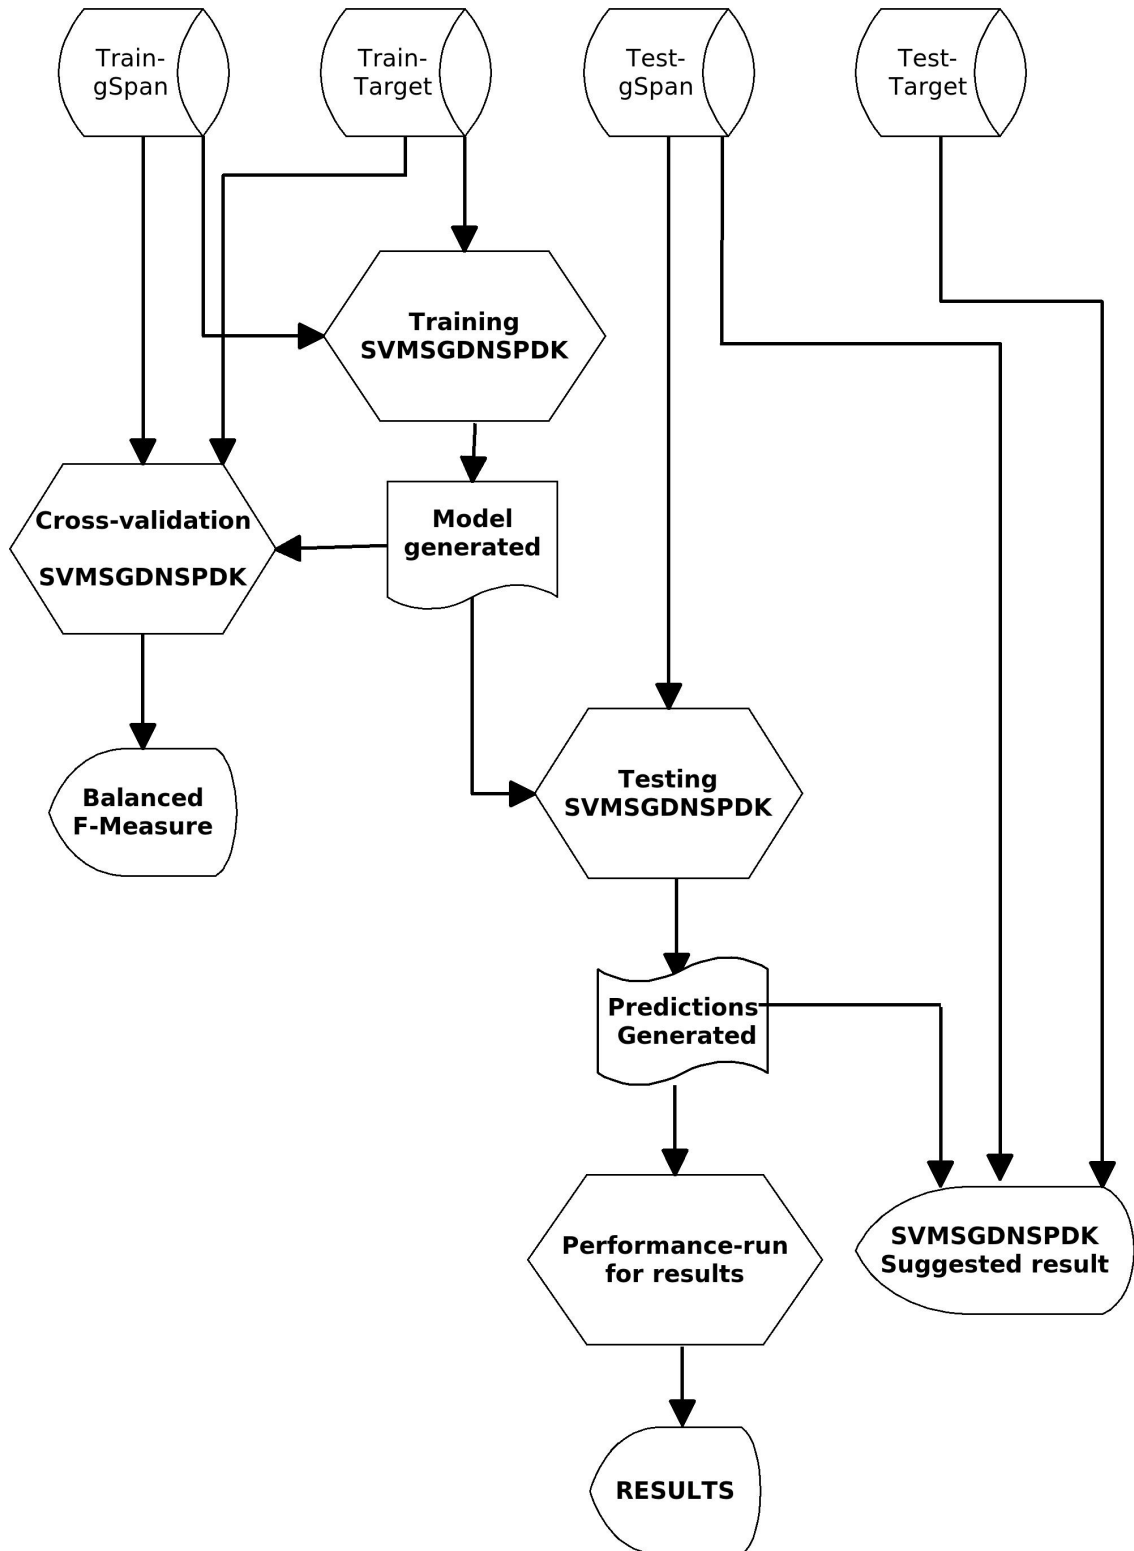 Train-
gSpan
Train-
Target
Test-
gSpan
Test-
Target
Training
SVMSGDNSPDK
Cross-validation
SVMSGDNSPDK
Model
generated
Balanced
F-Measure
Testing
SVMSGDNSPDK
Predictions
Generated
Performance-run
for results
SVMSGDNSPDK
Suggested result
RESULTS